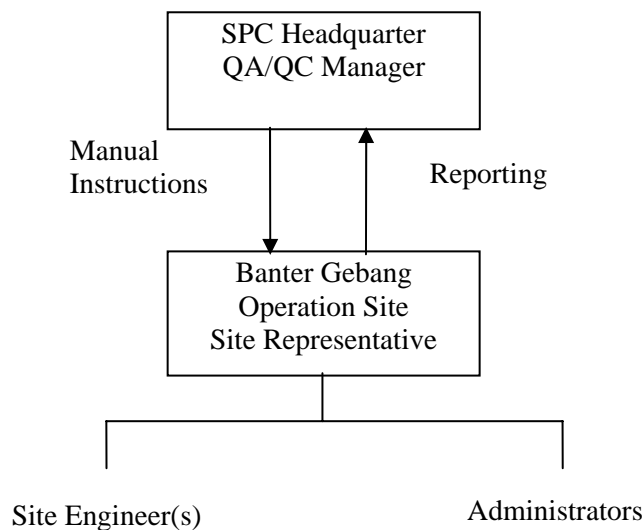 SPC Headquarter
QA/QC Manager
Manual
Instructions
Reporting
Banter Gebang
Operation Site
Site Representative
Site Engineer(s)
Administrators